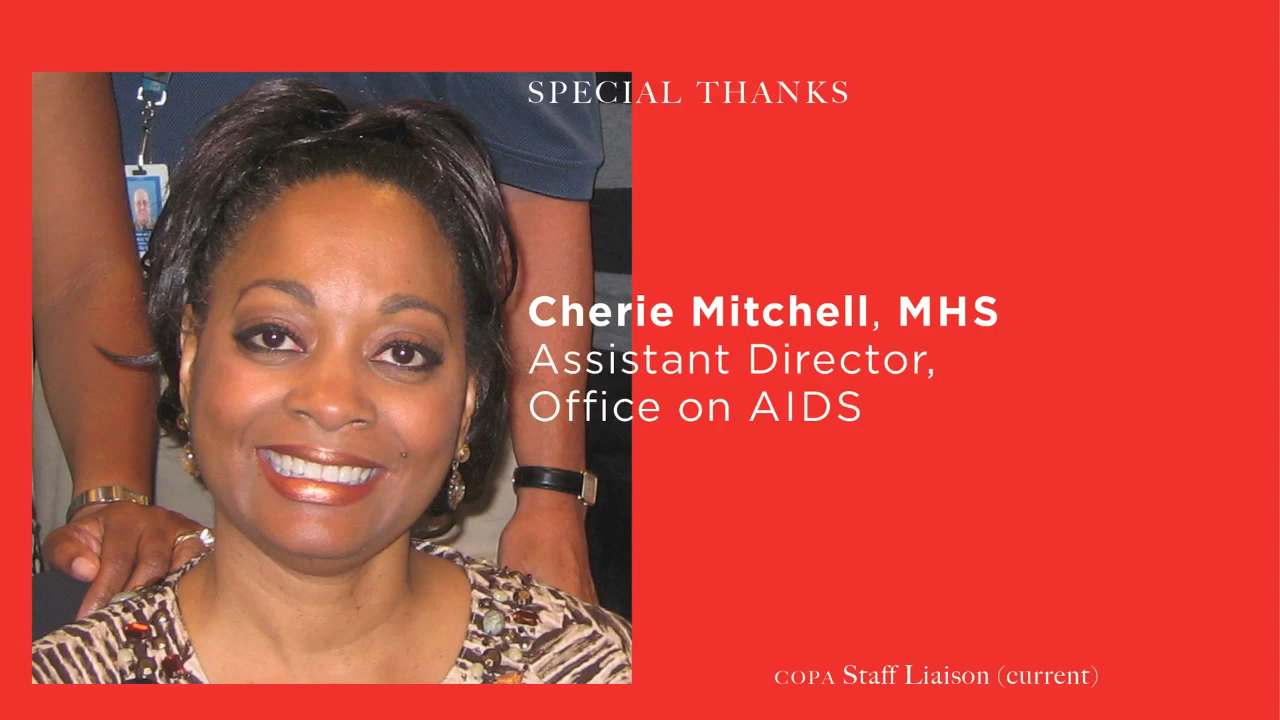 SPECIAL THANKS
Cherie Mitchell, MHS
Assistant Director,
Office on AIDS
COPA Staff Liaison (current)